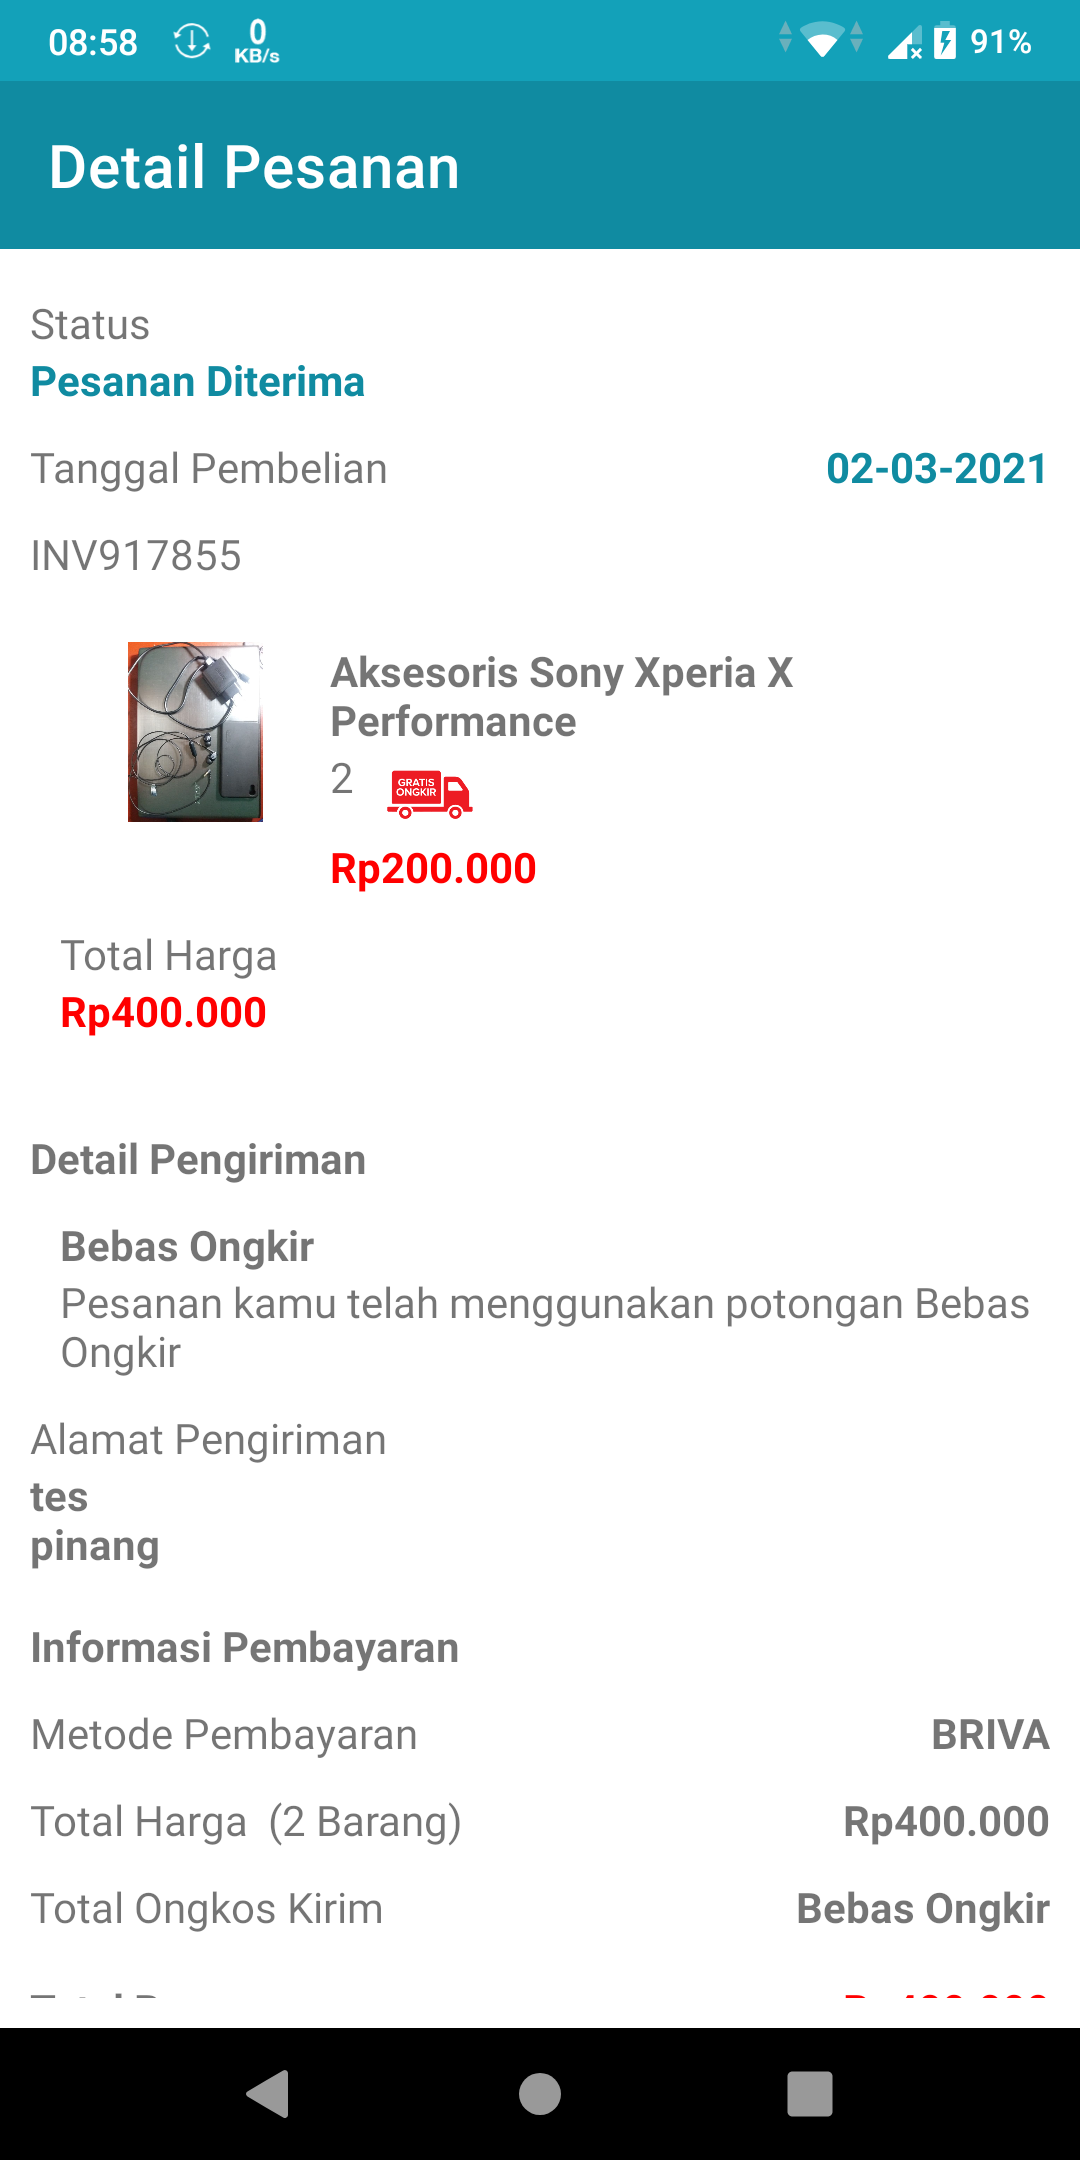 08:58
0
KB/s
91%
Detail Pesanan
Status
Pesanan Diterima
Tanggal Pembelian 02-03-2021
INV917855
Aksesoris Sony Xperia X
Performance
2
GRATIS
ONGKIR
Rp200.000
Total Harga
Rp400.000
Detail Pengiriman
Bebas Ongkir
Pesanan kamu telah menggunakan potongan Bebas
Ongkir
Alamat Pengiriman
tes
pinang
Informasi Pembayaran
Metode Pembayaran BRIVA
Total Harga (2 Barang) Rp400.000
Total Ongkos Kirim Bebas Ongkir